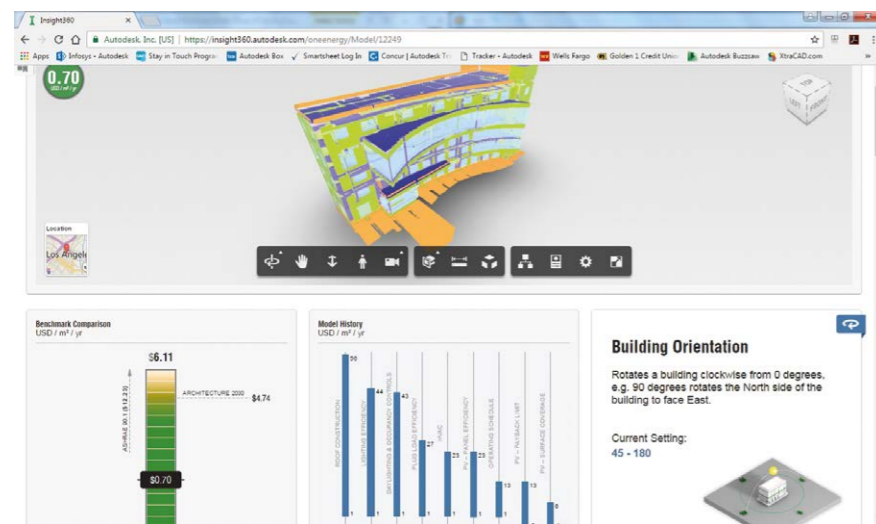 Insight360
Autodesk, Inc. [US] https://insight360.autodesk.com/oneenergy/Model/12249
Apps Infosys - Autodesk Stay in Touch Progra Autodesk Box Smartsheet Log In Concur | Autodesk Tr Tracker - Autodesk Wells Fargo Golden 1 Credit Unio Autodesk Buzzsaw XtraCAD.com »
0.70
USD / m² / yr
TOP
LEFT FRONT
Location
Los Angele
Benchmark Comparison
USD / m² / yr
$6.11
ASHRAE 90.1 ($12.23)
ARCHITECTURE 2030 $4.74
$0.70
Model History
USD / m² / yr
ROOF CONSTRUCTION
LIGHTING EFFICIENCY
44
DAYLIGHTING & OCCUPANCY CONTROLS
43
PLUG LOAD EFFICIENCY
27
HVAC
23
PV - PANEL EFFICIENCY
23
OPERATING SCHEDULE
13
PV - PAYBACK LIMIT
13
PV - SURFACE COVERAGE
1 1 1 1 1 1 1
Building Orientation
Rotates a building clockwise from 0 degrees,
e.g. 90 degrees rotates the North side of the
building to face East.
Current Setting:
45 - 180